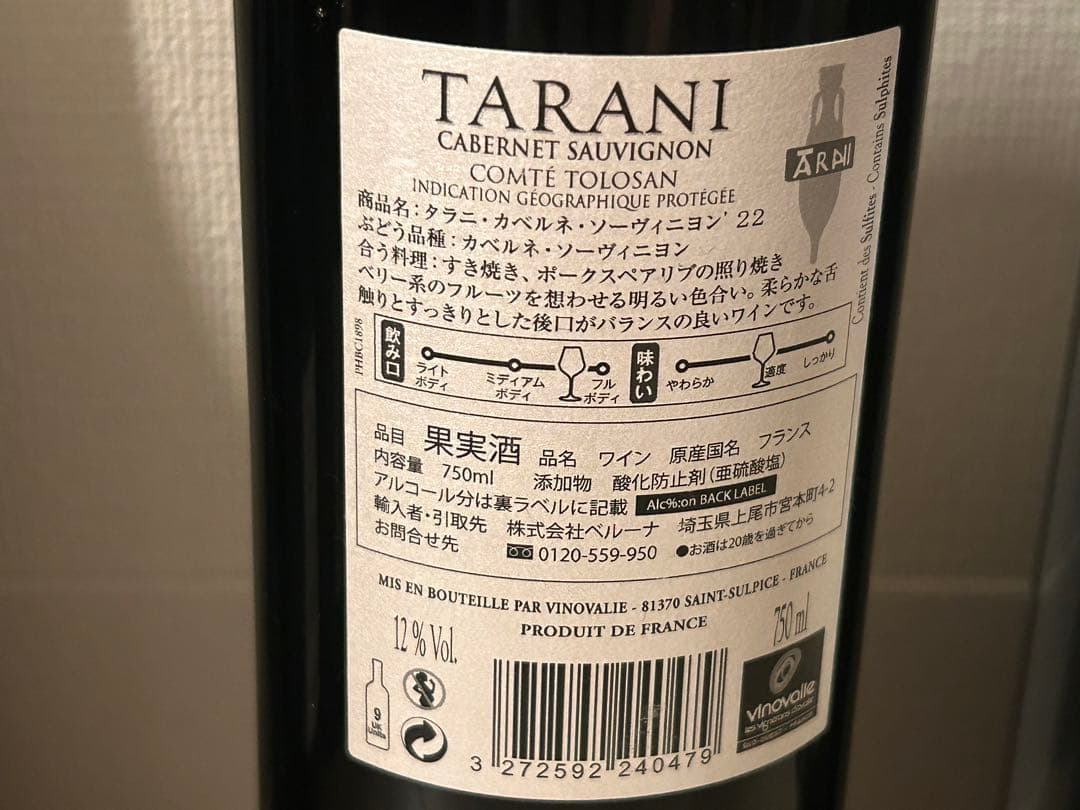 TARANI
CABERNET SAUVIGNON
COMTÉ TOLOSAN
INDICATION GÉOGRAPHIQUE PROTÉGÉE
TARANI
Contient des Sulfites - Contains Sulphites
商品名：タラニ・カベルネ・ソーヴィニヨン’22
ぶどう品種：カベルネ・ソーヴィニヨン
合う料理：すき焼き、ポークスペアリブの照り焼き
ベリー系のフルーツを想わせる明るい色合い。柔らかな舌
触りとすっきりとした後口がバランスの良いワインです。
PHBC1898
飲み口 ライトボディ ミディアムボディ フルボディ 味わい やわらか 適度 しっかり
品目 果実酒 品名 ワイン 原産国名 フランス
内容量 750ml 添加物 酸化防止剤(亜硫酸塩)
アルコール分は裏ラベルに記載 Alc%:on BACK LABEL
輸入者・引取先 株式会社ベルーナ 埼玉県上尾市宮本町4-2
お問合せ先 0120-559-950 ●お酒は20歳を過ぎてから
MIS EN BOUTEILLE PAR VINOVALIE - 81370 SAINT-SULPICE - FRANCE
PRODUIT DE FRANCE
12% Vol.
750 ml
9
UK
Units
vinovalie
3 272592 240479